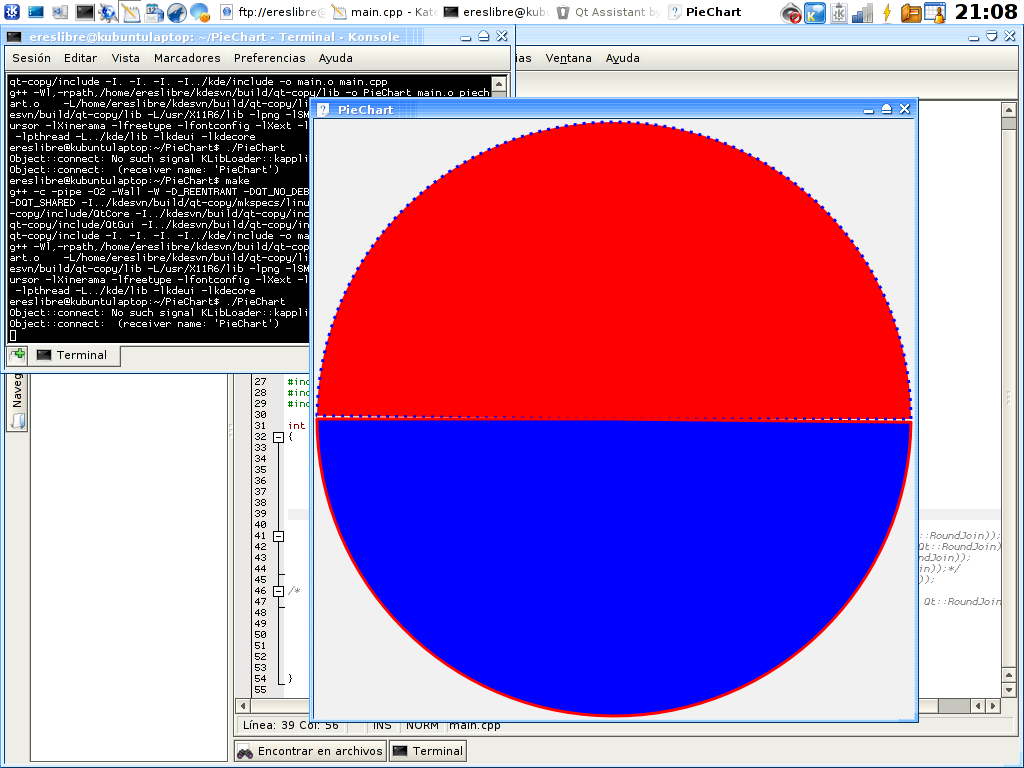 ftp://ereslibre@
main.cpp - Kate
ereslibre@kubu
Qt Assistant by
PieChart
21:08
ereslibre@kubuntulaptop: ~/PieChart - Terminal - Konsole
Sesión Editar Vista Marcadores Preferencias Ayuda
Ventana Ayuda
qt-copy/include -I. -I. -I. -I../kde/include -o main.o main.cpp
g++ -Wl,-rpath,/home/ereslibre/kdesvn/build/qt-copy/lib -o PieChart main.o piech
art.o -L/home/ereslibre/kdesvn/build/qt-copy/li
esvn/build/qt-copy/lib -L/usr/X11R6/lib -lpng -lSM
ursor -lXinerama -lfreetype -lfontconfig -lXext -l
-lpthread -L../kde/lib -lkdeui -lkdecore
ereslibre@kubuntulaptop:~/PieChart$ ./PieChart
Object::connect: No such signal KLibLoader::kappli
Object::connect: (receiver name: 'PieChart')
ereslibre@kubuntulaptop:~/PieChart$ make
g++ -c -pipe -O2 -Wall -W -D_REENTRANT -DQT_NO_DEB
-DQT_SHARED -I../kdesvn/build/qt-copy/mkspecs/linu
-copy/include/QtCore -I../kdesvn/build/qt-copy/inc
qt-copy/include/QtGui -I../kdesvn/build/qt-copy/in
qt-copy/include -I. -I. -I. -I../kde/include -o ma
g++ -Wl,-rpath,/home/ereslibre/kdesvn/build/qt-cop
art.o -L/home/ereslibre/kdesvn/build/qt-copy/li
esvn/build/qt-copy/lib -L/usr/X11R6/lib -lpng -lSM
ursor -lXinerama -lfreetype -lfontconfig -lXext -l
-lpthread -L../kde/lib -lkdeui -lkdecore
ereslibre@kubuntulaptop:~/PieChart$ ./PieChart
Object::connect: No such signal KLibLoader::kappli
Object::connect: (receiver name: 'PieChart')
Terminal
PieChart
Naveg
27 #inc
28 #inc
29 #inc
30
31 int
32 {
33
34
35
36
37
38
39
40
41 ::RoundJoin));
42 Qt::RoundJoin)
43 ndJoin));
44 in));*/
45 ));
46 /*
47 Qt::RoundJoin
48
49
50
51
52
53
54 }
55
Línea: 39 Col: 56 INS NORM main.cpp
Encontrar en archivos
Terminal